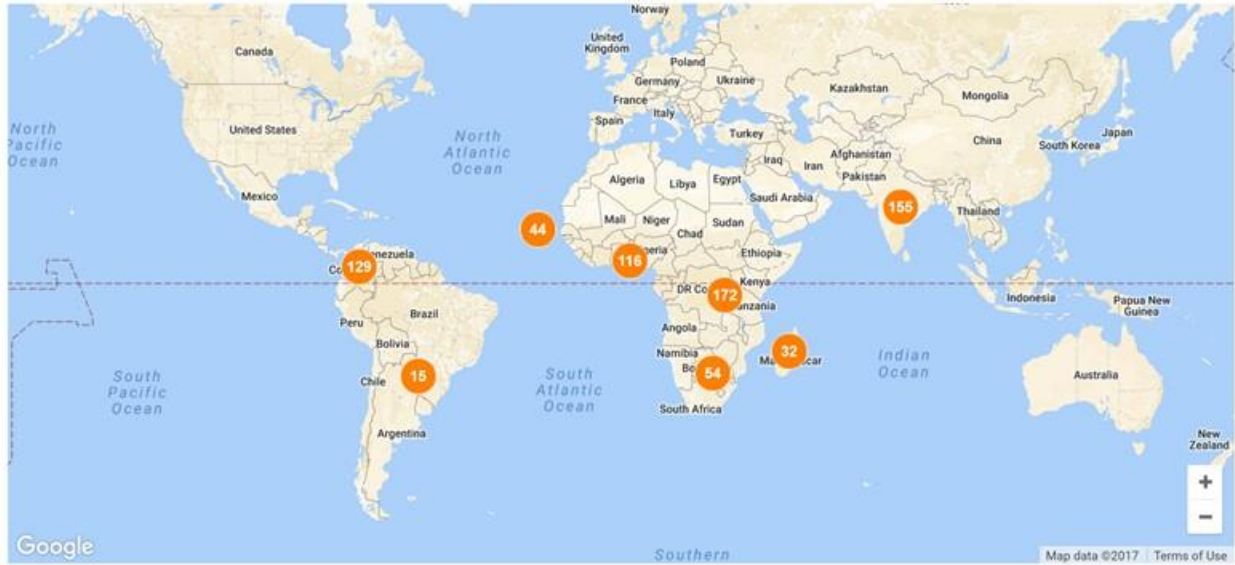 Norway
Canada
United
Kingdom
Poland
Germany
Ukraine
Kazakhstan
Mongolia
France
Italy
Spain
North
Pacific
Ocean
United States
North
Atlantic
Ocean
Turkey
China
Japan
South Korea
Iraq
Iran
Afghanistan
Pakistan
Algeria
Libya
Egypt
Saudi Arabia
Mexico
155
Thailand
Mali
Niger
Chad
Sudan
44
116
Ethiopia
129
172
DR Co
Kenya
Indonesia
Papua New
Guinea
Peru
Brazil
Angola
Bolivia
Namibia
32
Indian
Ocean
Chile
15
54
South
Pacific
Ocean
South
Atlantic
Ocean
Australia
South Africa
Argentina
New
Zealand
+
−
Google
Southern
Map data ©2017
Terms of Use